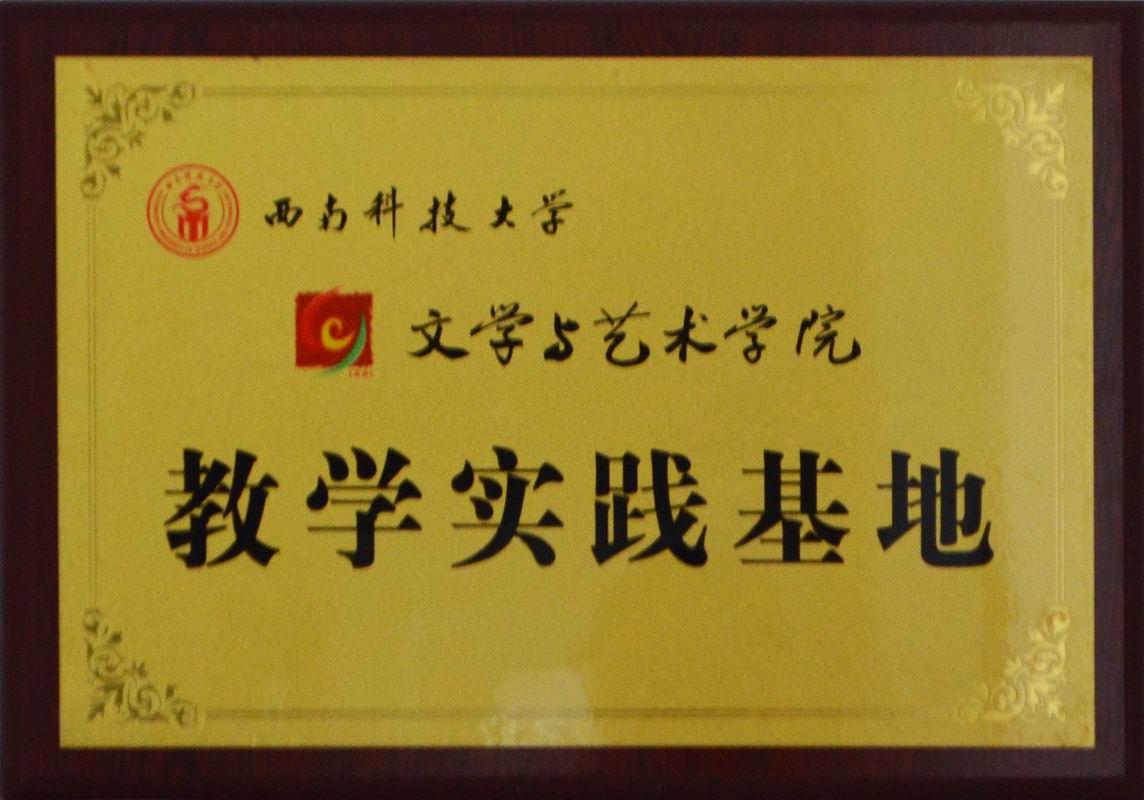 西南科技大学
文学与艺术学院
教学实践基地